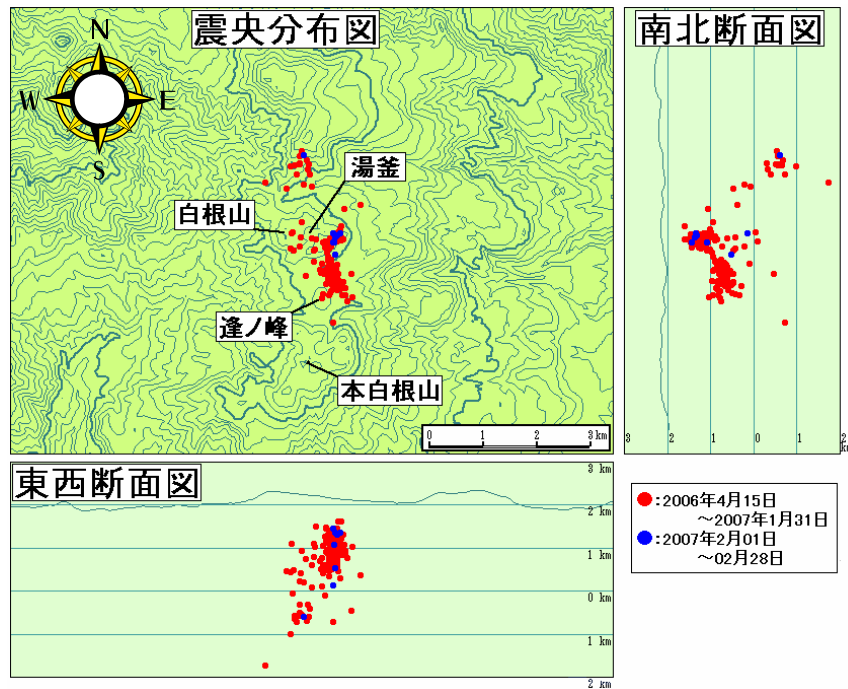 震央分布図
南北断面図
N
W E
S
湯釜
白根山
逢ノ峰
本白根山
0 1 2 3 km
3 2 1 0 1 2
km
東西断面図
3 km
2 km
1 km
0 km
1 km
2 km
●:2006年4月15日
～2007年1月31日
●:2007年2月01日
～02月28日